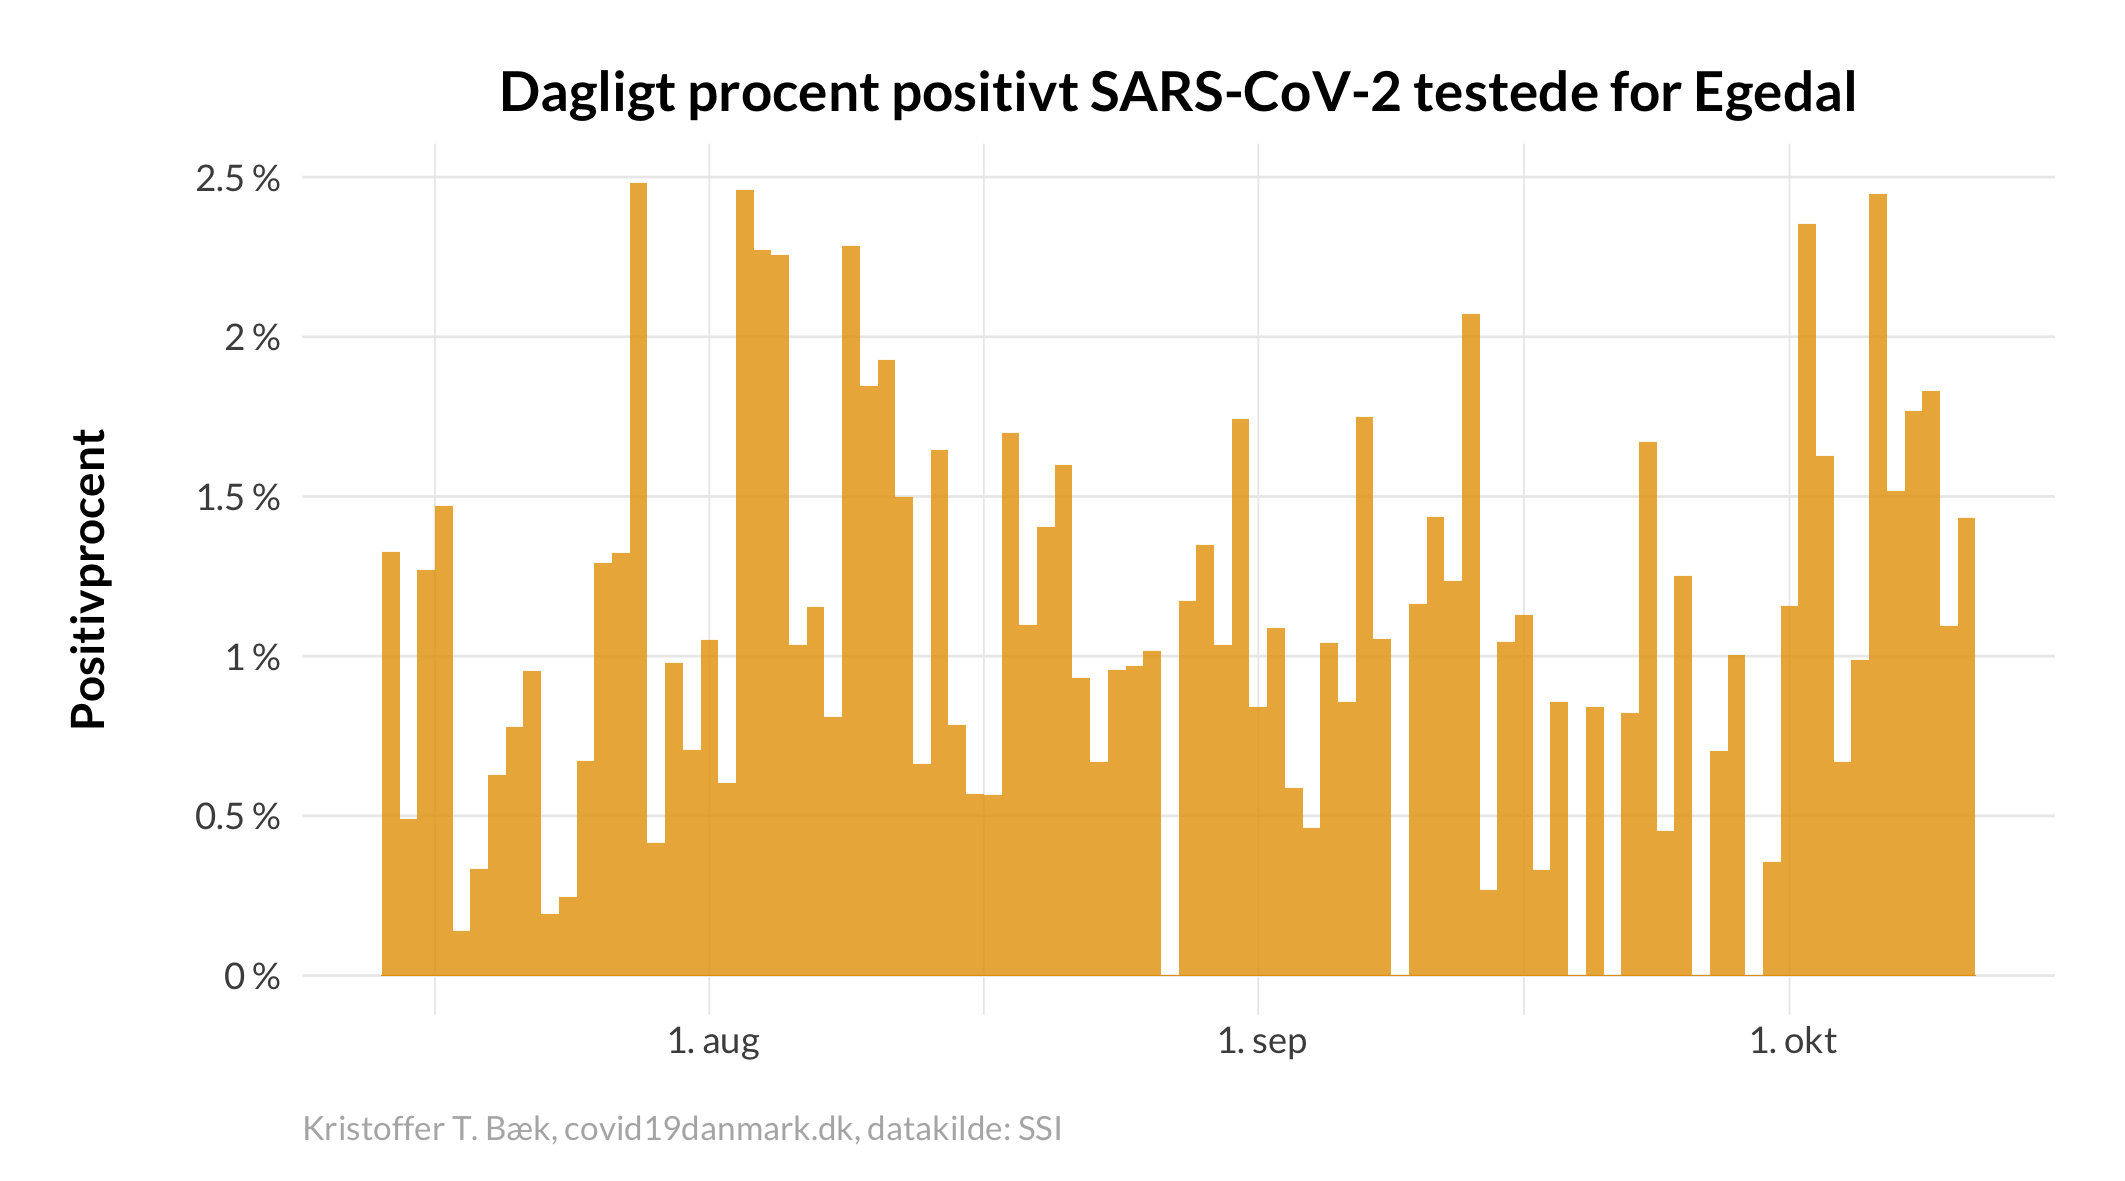 Dagligt procent positivt SARS-CoV-2 testede for Egedal
Positivprocent
2.5 %
2 %
1.5 %
1 %
0.5 %
0 %
1. aug
1. sep
1. okt
Kristoffer T. Bæk, covid19danmark.dk, datakilde: SSI